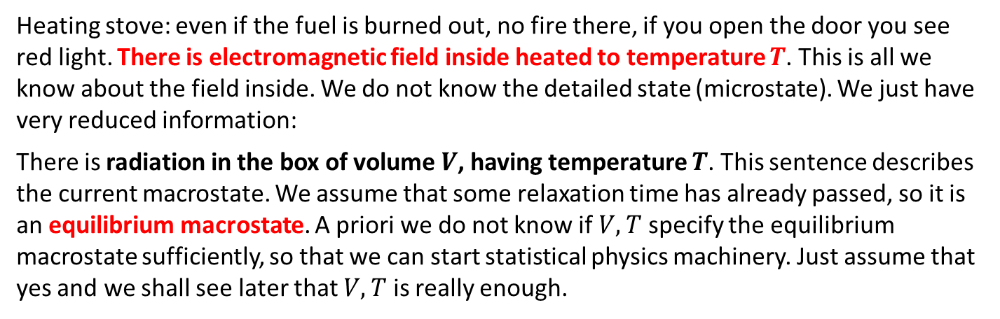 Heating stove: even if the fuel is burned out, no fire there, if you open the door you see
red light. There is electromagnetic field inside heated to temperature T. This is all we
know about the field inside. We do not know the detailed state (microstate). We just have
very reduced information:
There is radiation in the box of volume V, having temperature T. This sentence describes
the current macrostate. We assume that some relaxation time has already passed, so it is
an equilibrium macrostate. A priori we do not know if V, T specify the equilibrium
macrostate sufficiently, so that we can start statistical physics machinery. Just assume that
yes and we shall see later that V, T is really enough.